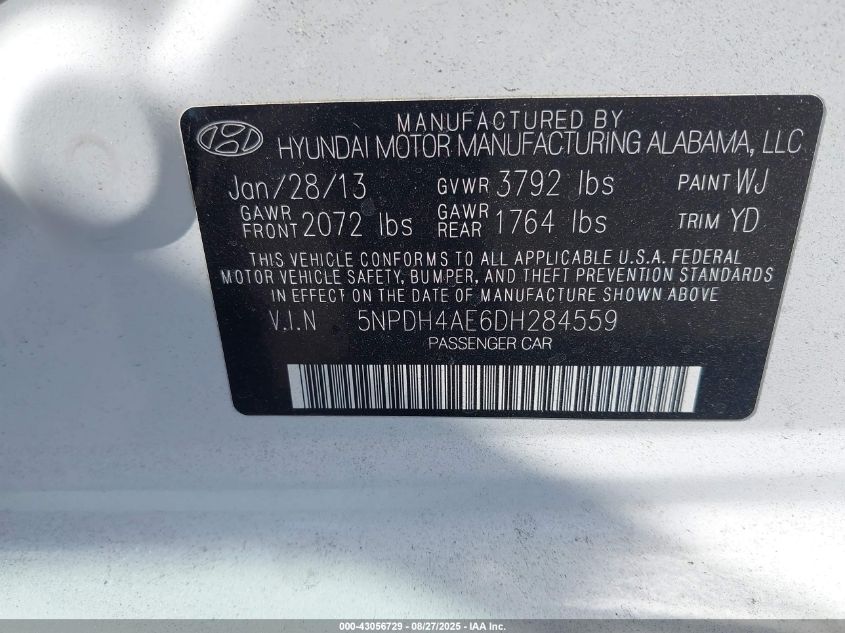 MANUFACTURED BY
HYUNDAI MOTOR MANUFACTURING ALABAMA, LLC
Jan/28/13 GVWR 3792 lbs PAINT WJ
GAWR FRONT 2072 lbs GAWR REAR 1764 lbs TRIM YD
THIS VEHICLE CONFORMS TO ALL APPLICABLE U.S.A. FEDERAL
MOTOR VEHICLE SAFETY, BUMPER, AND THEFT PREVENTION STANDARDS
IN EFFECT ON THE DATE OF MANUFACTURE SHOWN ABOVE
V.I.N 5NPDH4AE6DH284559
PASSENGER CAR
000-43056729 - 08/27/2025 - IAA Inc.